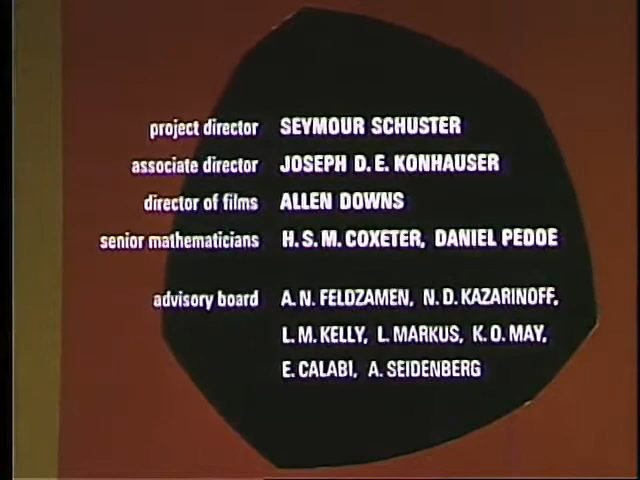 project director SEYMOUR SCHUSTER
associate director JOSEPH D. E. KONHAUSER
director of films ALLEN DOWNS
senior mathematicians H. S. M. COXETER, DANIEL PEDOE
advisory board A. N. FELDZAMEN, N. D. KAZARINOFF,
L. M. KELLY, L. MARKUS, K. O. MAY,
E. CALABI, A. SEIDENBERG